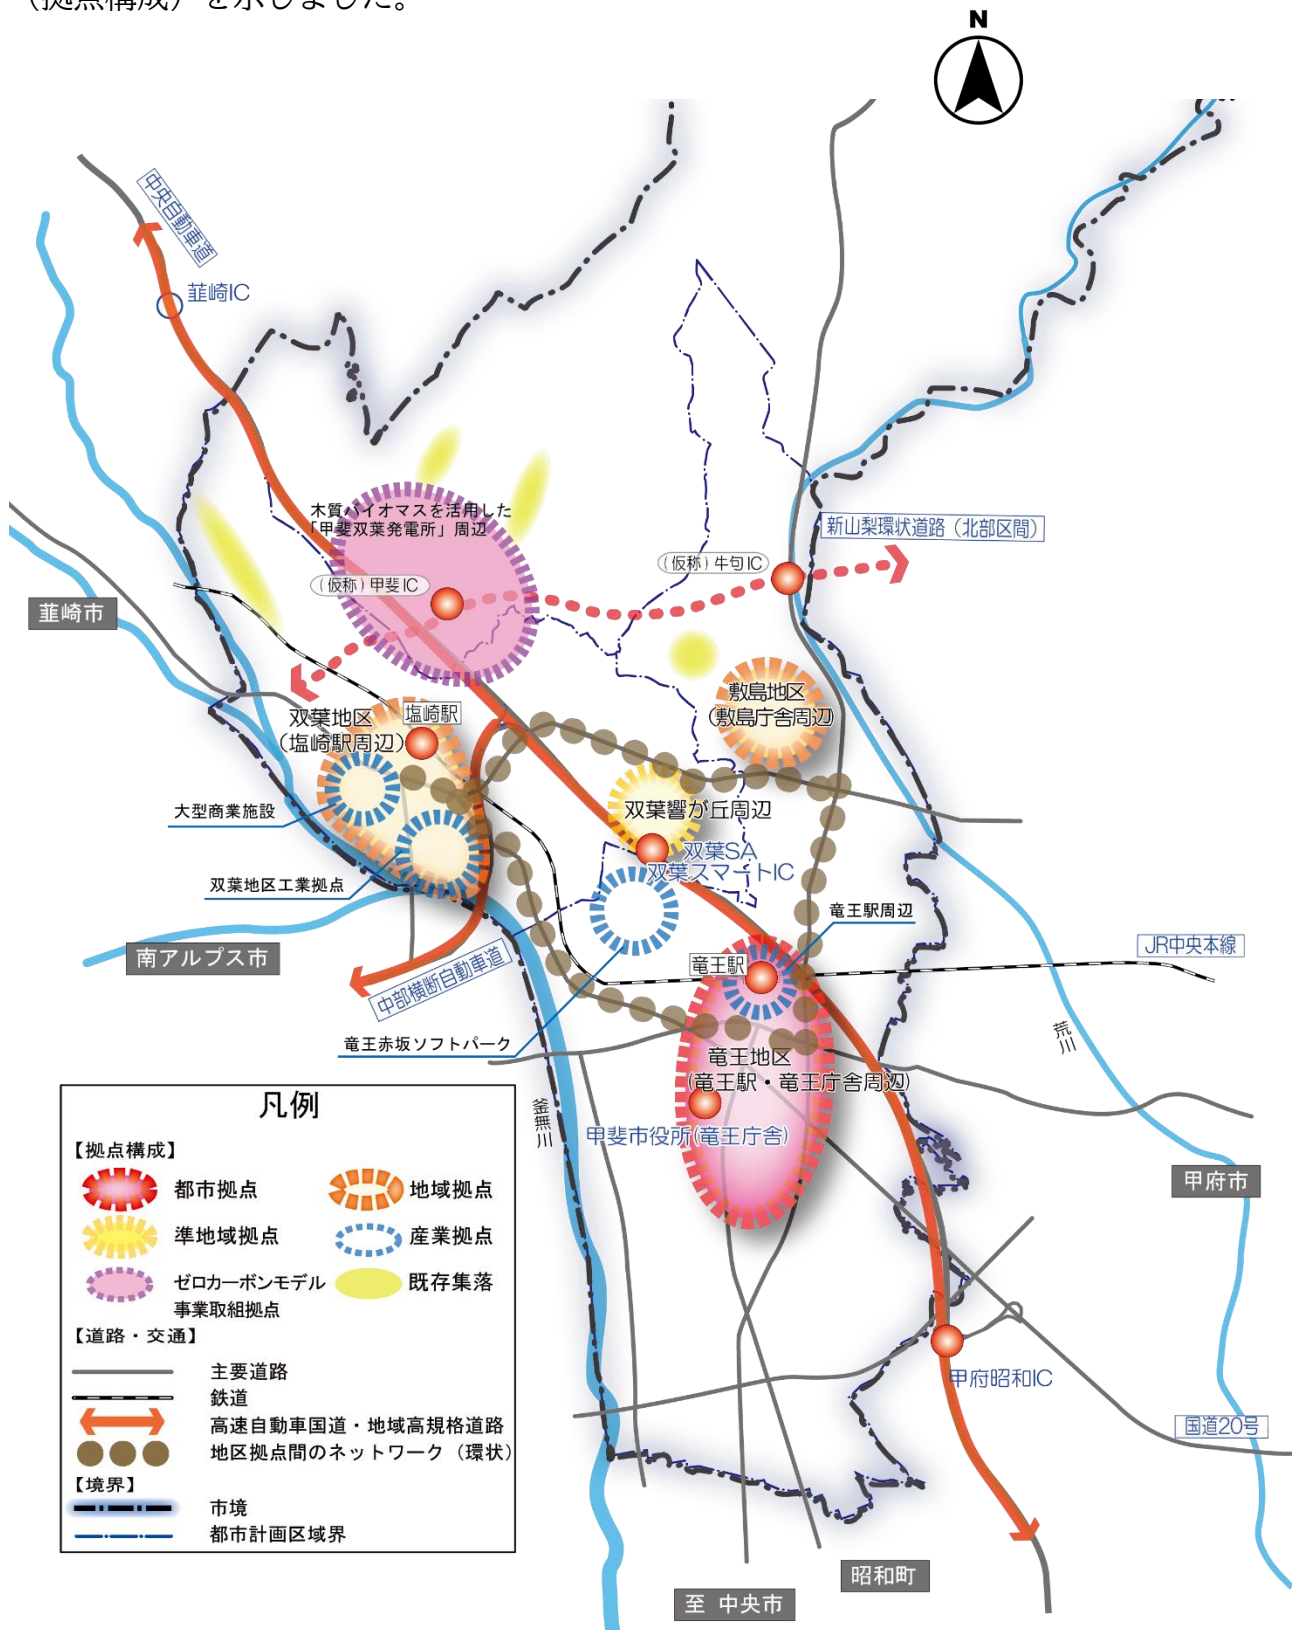 （拠点構成）を示しました。
N
中央自動車道
韮崎IC
木質バイオマスを活用した
「甲斐双葉発電所」周辺
新山梨環状道路（北部区間）
（仮称）牛句IC
（仮称）甲斐IC
韮崎市
敷島地区
（敷島庁舎周辺）
双葉地区
（塩崎駅周辺）
塩崎駅
大型商業施設
双葉響が丘周辺
双葉SA
双葉スマートIC
双葉地区工業拠点
竜王駅周辺
南アルプス市
中部横断自動車道
竜王駅
JR中央本線
竜王赤坂ソフトパーク
荒川
竜王地区
（竜王駅・竜王庁舎周辺）
釜無川
甲斐市役所(竜王庁舎)
甲府市
甲府昭和IC
国道20号
昭和町
至 中央市
凡例
【拠点構成】
都市拠点
地域拠点
準地域拠点
産業拠点
ゼロカーボンモデル
事業取組拠点
既存集落
【道路・交通】
主要道路
鉄道
高速自動車国道・地域高規格道路
地区拠点間のネットワーク（環状）
【境界】
市境
都市計画区域界